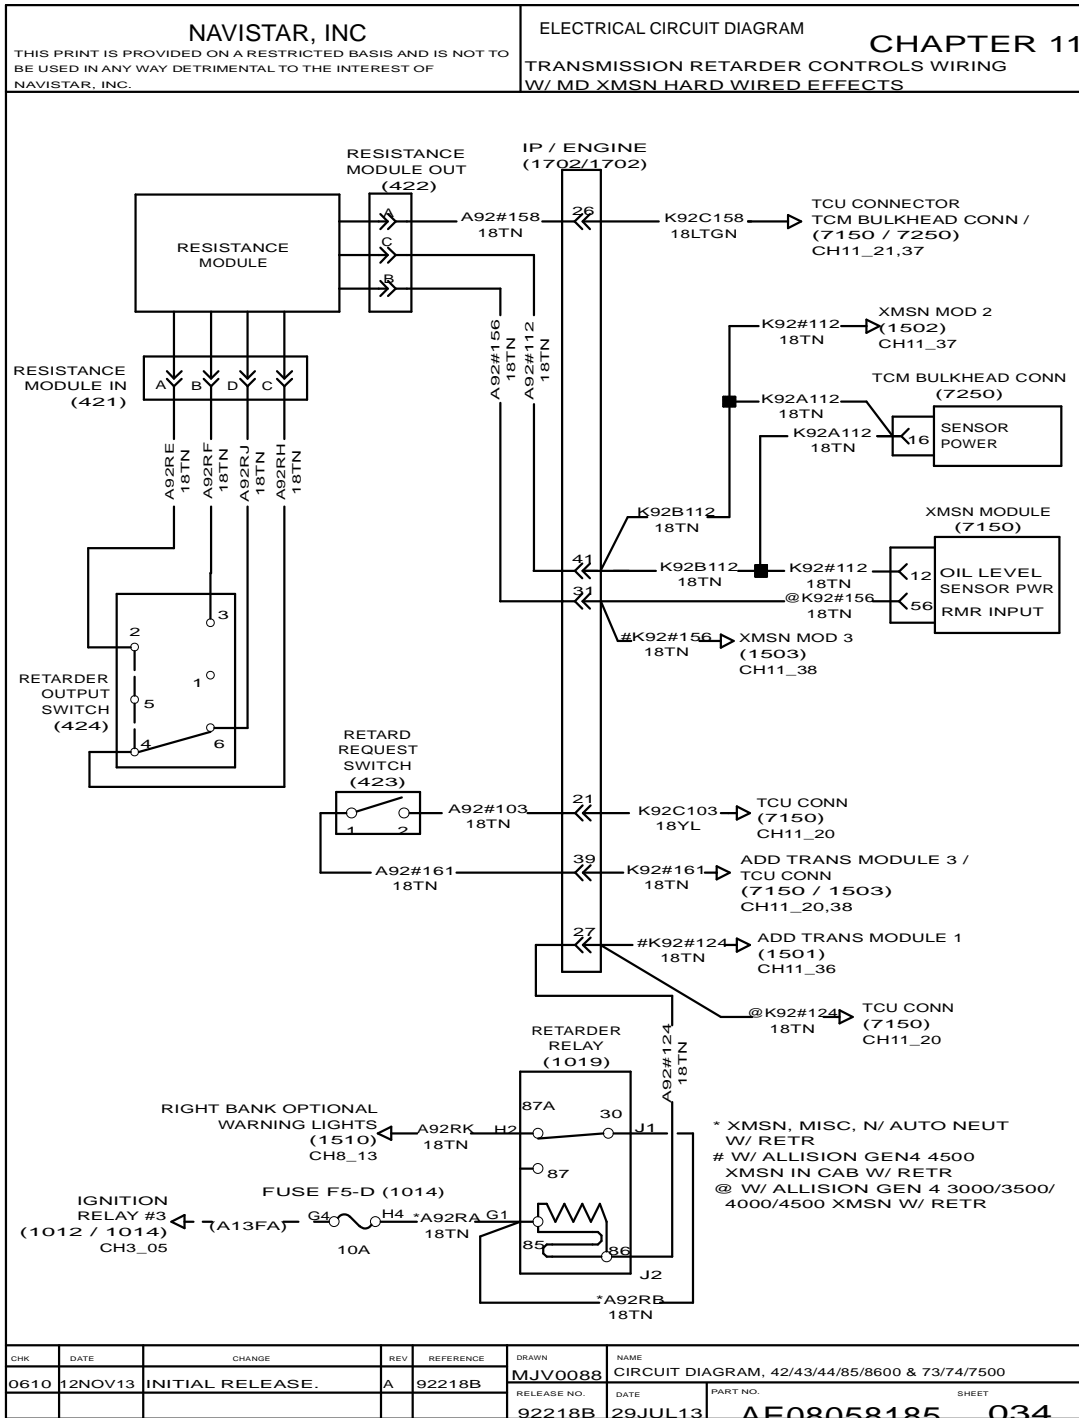 NAVISTAR, INC
THIS PRINT IS PROVIDED ON A RESTRICTED BASIS AND IS NOT TO
BE USED IN ANY WAY DETRIMENTAL TO THE INTEREST OF
NAVISTAR, INC.
ELECTRICAL CIRCUIT DIAGRAM
CHAPTER 11
TRANSMISSION RETARDER CONTROLS WIRING
W/ MD XMSN HARD WIRED EFFECTS
RESISTANCE
MODULE OUT
(422)
IP / ENGINE
(1702/1702)
RESISTANCE
MODULE
A
C
B
A92#158
18TN
26
K92C158
18LTGN
TCU CONNECTOR
TCM BULKHEAD CONN /
(7150 / 7250)
CH11_21,37
A92#156
18TN
A92#112
18TN
K92#112
18TN
XMSN MOD 2
(1502)
CH11_37
RESISTANCE
MODULE IN
(421)
A
B
D
C
TCM BULKHEAD CONN
(7250)
K92A112
18TN
K92A112
18TN
16
SENSOR
POWER
A92RE
18TN
A92RF
18TN
A92RJ
18TN
A92RH
18TN
K92B112
18TN
XMSN MODULE
(7150)
41
K92B112
18TN
K92#112
18TN
12
OIL LEVEL
SENSOR PWR
31
@K92#156
18TN
56
RMR INPUT
#K92#156
18TN
XMSN MOD 3
(1503)
CH11_38
2
3
1
5
4
6
RETARDER
OUTPUT
SWITCH
(424)
RETARD
REQUEST
SWITCH
(423)
1
2
A92#103
18TN
21
K92C103
18YL
TCU CONN
(7150)
CH11_20
A92#161
18TN
39
K92#161
18TN
ADD TRANS MODULE 3 /
TCU CONN
(7150 / 1503)
CH11_20,38
27
#K92#124
18TN
ADD TRANS MODULE 1
(1501)
CH11_36
@K92#124
18TN
TCU CONN
(7150)
CH11_20
A92#124
18TN
RETARDER
RELAY
(1019)
87A
30
J1
H2
87
85
86
J2
G1
RIGHT BANK OPTIONAL
WARNING LIGHTS
(1510)
CH8_13
A92RK
18TN
FUSE F5-D (1014)
IGNITION
RELAY #3
(1012 / 1014)
CH3_05
(A13FA)
G4
H4
10A
*A92RA
18TN
*A92RB
18TN
* XMSN, MISC, N/ AUTO NEUT
W/ RETR
# W/ ALLISION GEN4 4500
XMSN IN CAB W/ RETR
@ W/ ALLISION GEN 4 3000/3500/
4000/4500 XMSN W/ RETR
CHK
DATE
CHANGE
REV
REFERENCE
0610
12NOV13
INITIAL RELEASE.
A
92218B
DRAWN
MJV0088
NAME
CIRCUIT DIAGRAM, 42/43/44/85/8600 & 73/74/7500
RELEASE NO.
92218B
DATE
29JUL13
PART NO.
AE08058185
SHEET
034